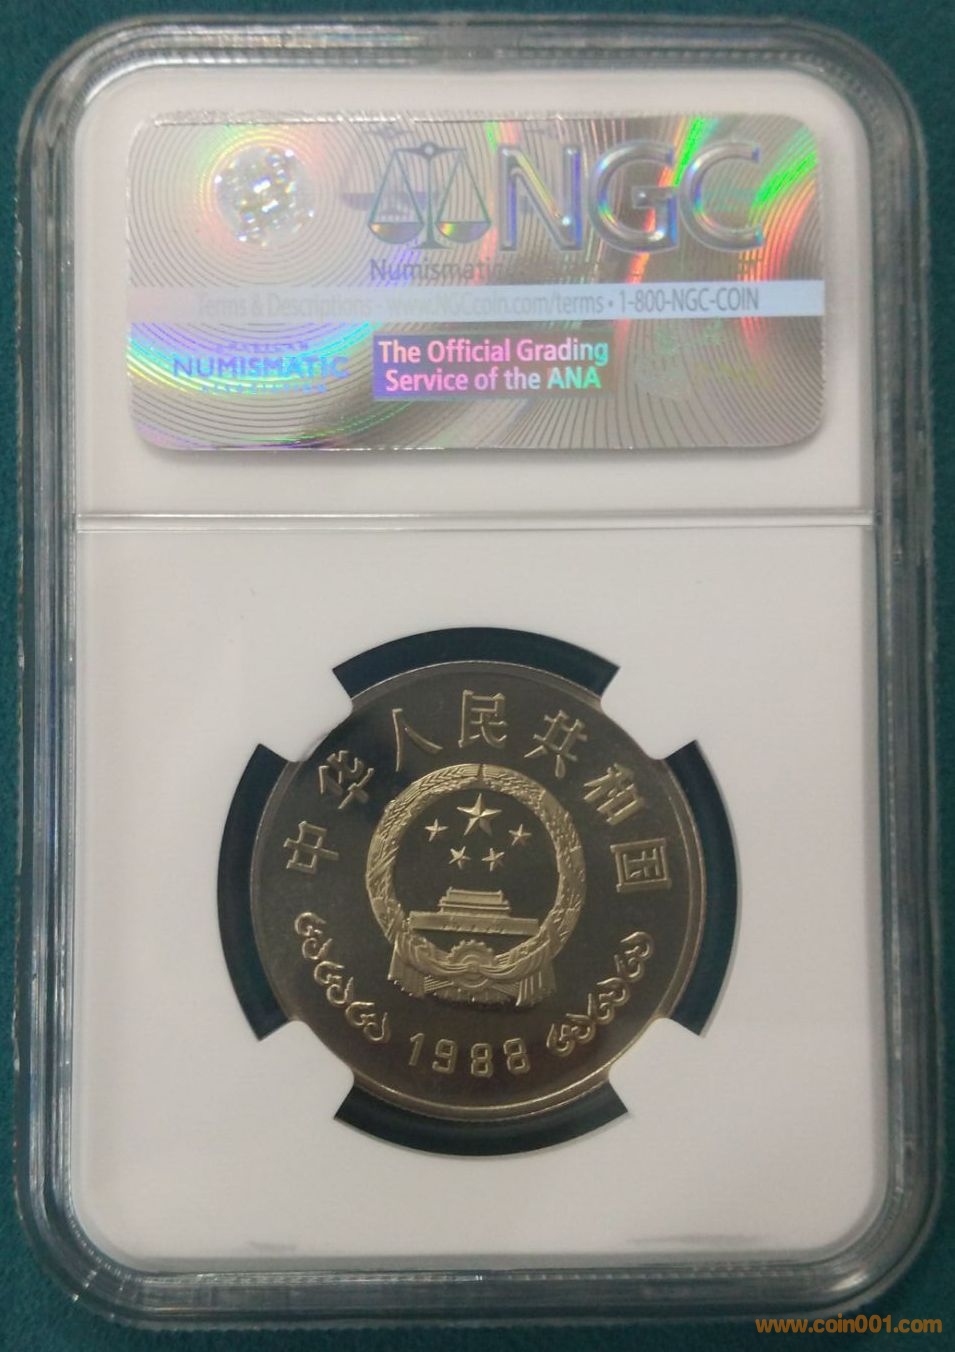 NGC
Numismatic
Terms & Descriptions - www.NGCcoin.com/terms • 1-800-NGC-COIN
NUMISMATIC
The Official Grading
Service of the ANA
中华人民共和国
1988
www.coin001.com